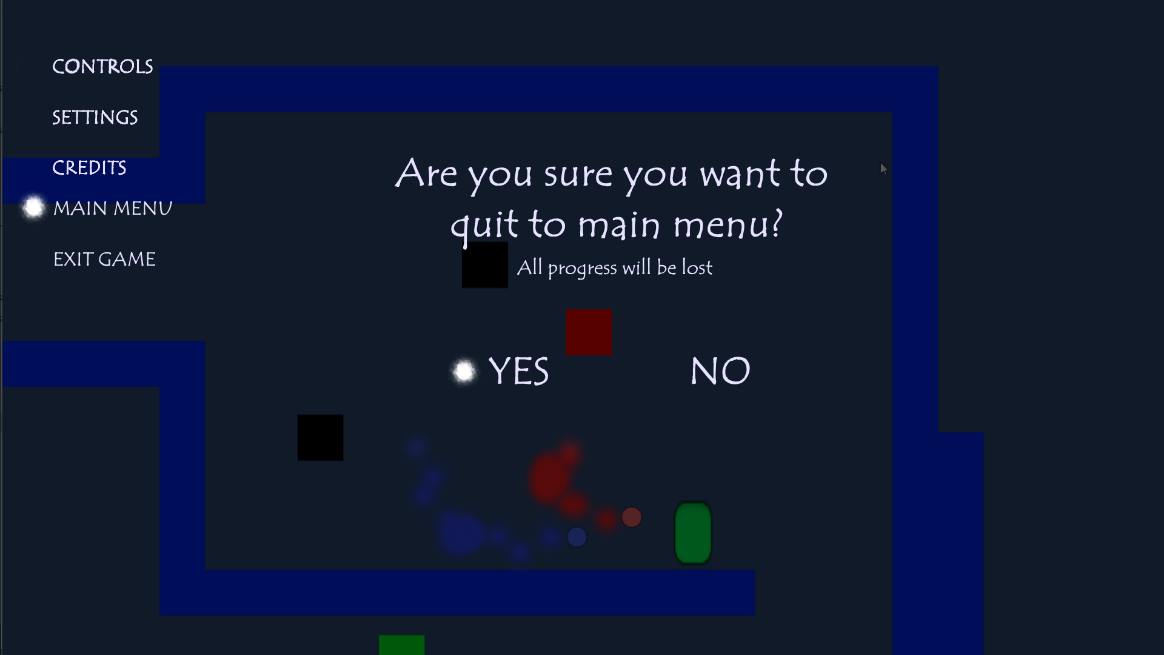 CONTROLS
SETTINGS
CREDITS
MAIN MENU
EXIT GAME
Are you sure you want to
quit to main menu?
All progress will be lost
YES NO